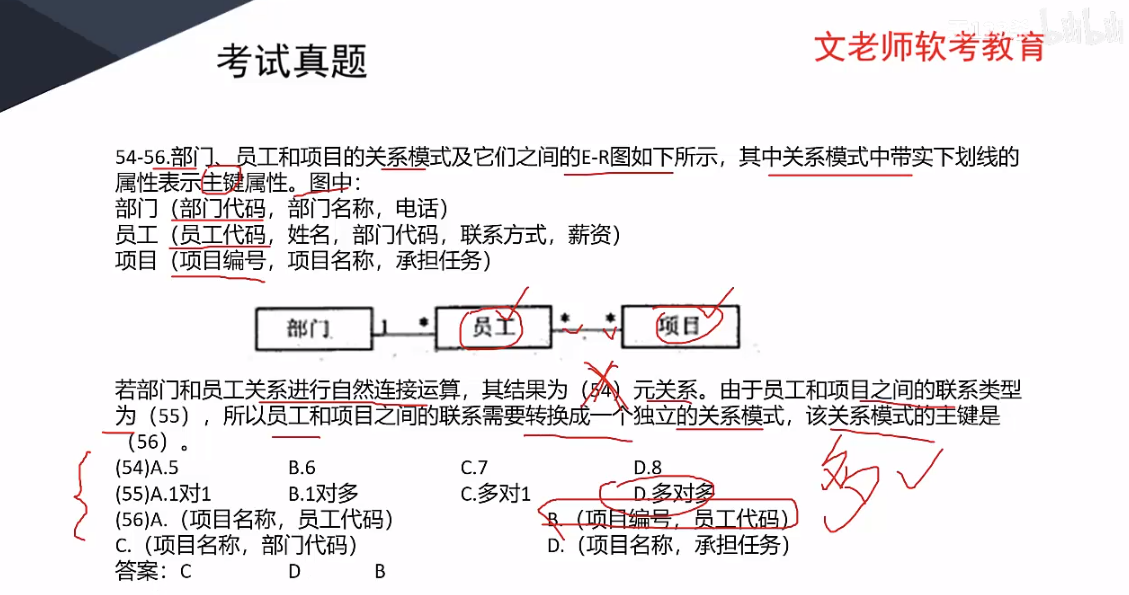 考试真题
文老师软考教育
54-56.部门、员工和项目的关系模式及它们之间的E-R图如下所示，其中关系模式中带实下划线的
属性表示主键属性。图中：
部门（部门代码，部门名称，电话）
员工（员工代码，姓名，部门代码，联系方式，薪资）
项目（项目编号，项目名称，承担任务）
部门 1 * 员工 * * 项目
若部门和员工关系进行自然连接运算，其结果为（54）元关系。由于员工和项目之间的联系类型
为（55），所以员工和项目之间的联系需要转换成一个独立的关系模式，该关系模式的主键是
（56）。
(54)A.5 B.6 C.7 D.8
(55)A.1对1 B.1对多 C.多对1 D.多对多
(56)A.（项目名称，员工代码） B.（项目编号，员工代码）
C.（项目名称，部门代码） D.（项目名称，承担任务）
答案：C D B
多